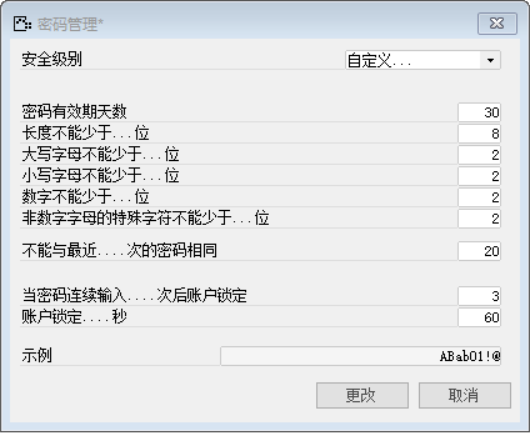 密码管理*
安全级别 自定义...
密码有效期天数 30
长度不能少于...位 8
大写字母不能少于...位 2
小写字母不能少于...位 2
数字不能少于...位 2
非数字字母的特殊字符不能少于...位 2
不能与最近....次的密码相同 20
当密码连续输入....次后账户锁定 3
账户锁定....秒 60
示例 ABab01!@
更改 取消